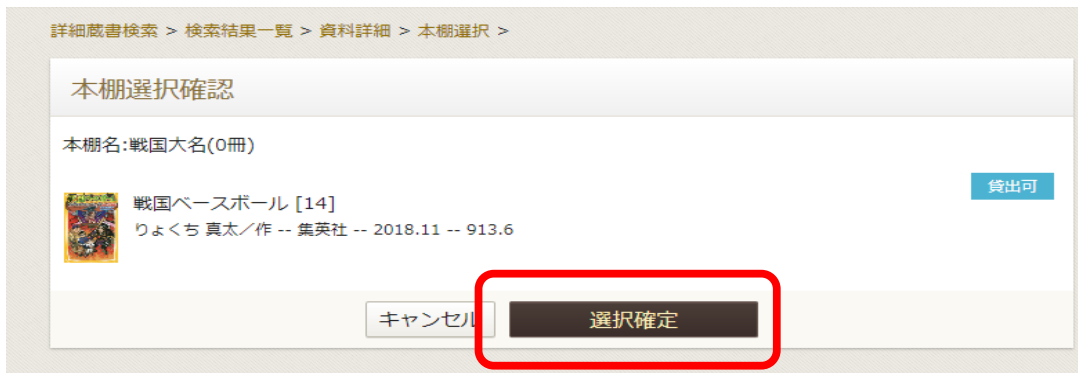 詳細蔵書検索 > 検索結果一覧 > 資料詳細 > 本棚選択 >
本棚選択確認
本棚名:戦国大名(0冊)
貸出可
戦国ベースボール [14]
りょくち 真太／作 -- 集英社 -- 2018.11 -- 913.6
キャンセル 選択確定